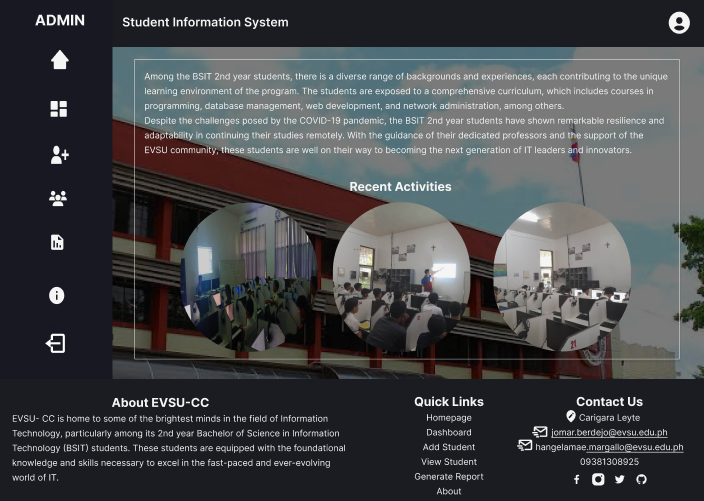 ADMIN
Student Information System
Among the BSIT 2nd year students, there is a diverse range of backgrounds and experiences, each contributing to the unique
learning environment of the program. The students are exposed to a comprehensive curriculum, which includes courses in
programming, database management, web development, and network administration, among others.
Despite the challenges posed by the COVID-19 pandemic, the BSIT 2nd year students have shown remarkable resilience and
adaptability in continuing their studies remotely. With the guidance of their dedicated professors and the support of the
EVSU community, these students are well on their way to becoming the next generation of IT leaders and innovators.
Recent Activities
21
About EVSU-CC
EVSU- CC is home to some of the brightest minds in the field of Information
Technology, particularly among its 2nd year Bachelor of Science in Information
Technology (BSIT) students. These students are equipped with the foundational
knowledge and skills necessary to excel in the fast-paced and ever-evolving
world of IT.
Quick Links
Homepage
Dashboard
Add Student
View Student
Generate Report
About
Contact Us
Carigara Leyte
jomar.berdejo@evsu.edu.ph
hangelamae.margallo@evsu.edu.ph
09381308925